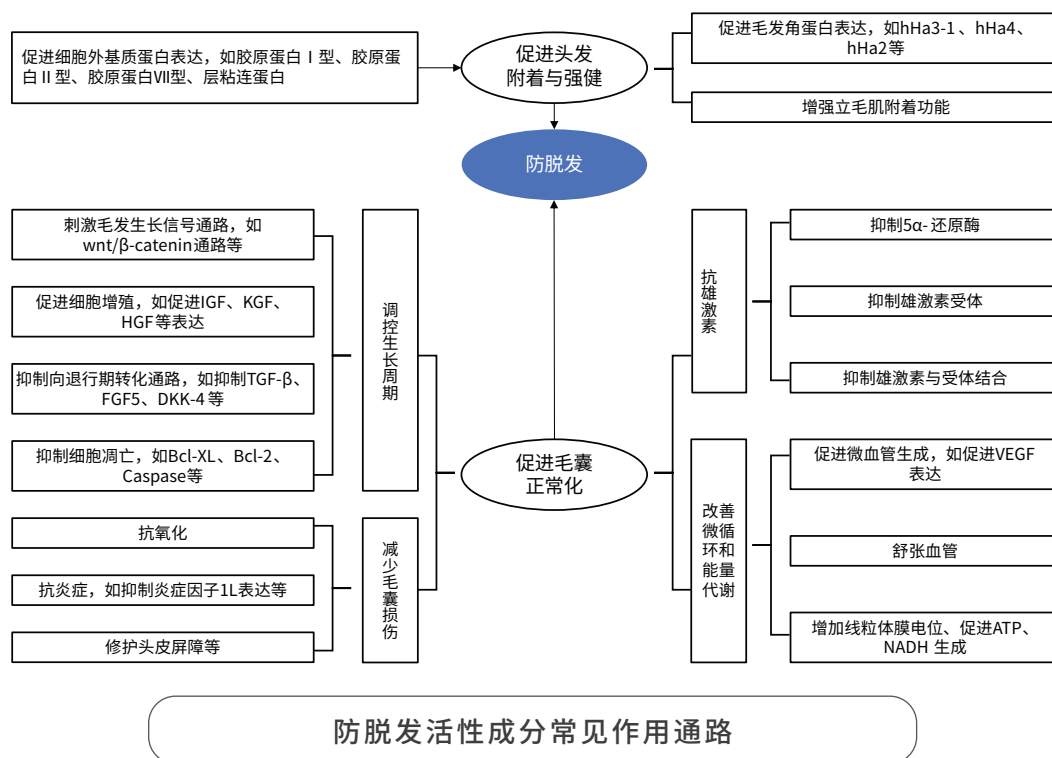 促进细胞外基质蛋白表达，如胶原蛋白Ⅰ型、胶原蛋
白Ⅱ型、胶原蛋白Ⅶ型、层粘连蛋白
促进头发
附着与强健
促进毛发角蛋白表达，如hHa3-1、hHa4、
hHa2等
增强立毛肌附着功能
防脱发
刺激毛发生长信号通路，如
wnt/β-catenin通路等
促进细胞增殖，如促进IGF、KGF、
HGF等表达
抑制向退行期转化通路，如抑制TGF-β、
FGF5、DKK-4等
抑制细胞凋亡，如Bcl-XL、Bcl-2、
Caspase等
调控生长周期
抗氧化
抗炎症，如抑制炎症因子1L表达等
修护头皮屏障等
减少毛囊损伤
促进毛囊
正常化
抗雄激素
抑制5α-还原酶
抑制雄激素受体
抑制雄激素与受体结合
改善
微循
环和
能量
代谢
促进微血管生成，如促进VEGF
表达
舒张血管
增加线粒体膜电位、促进ATP、
NADH 生成
防脱发活性成分常见作用通路